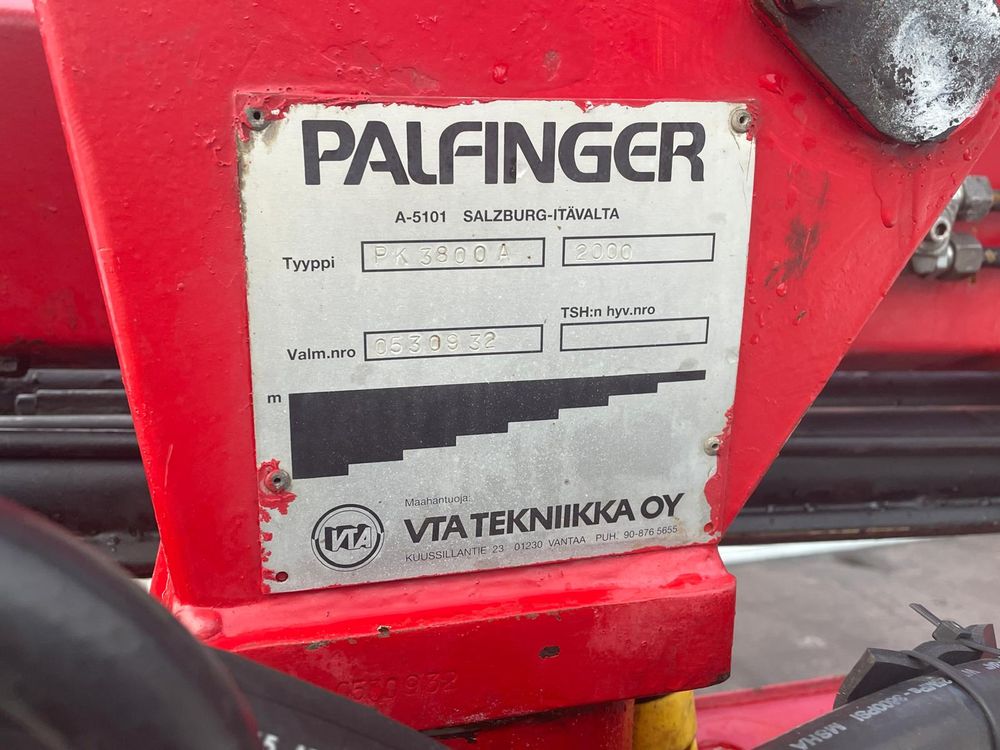 PALFINGER
A-5101 SALZBURG-ITÄVALTA
Tyyppi PK 3800 A 2000
TSH:n hyv.nro
Valm.nro 0530932
m
Maahantuoja:
VTA VTA TEKNIIKKA OY
KUUSSILLANTIE 23 01230 VANTAA PUH. 90-876 5655